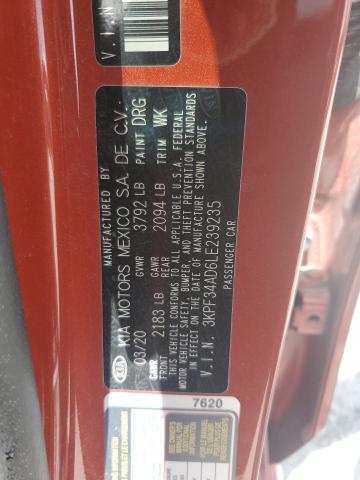 V.I.N
MANUFACTURED BY
KIA KIA MOTORS MEXICO S.A. DE C.V.
03/20 GVWR 3792 LB PAINT DRG
GAWR FRONT 2183 LB GAWR REAR 2094 LB TRIM WK
THIS VEHICLE CONFORMS TO ALL APPLICABLE U.S.A. FEDERAL
MOTOR VEHICLE SAFETY, BUMPER, AND THEFT PREVENTION STANDARDS
IN EFFECT ON THE DATE OF MANUFACTURE SHOWN ABOVE.
V.I.N. 3KPF34AD6LE239235
PASSENGER CAR
7620